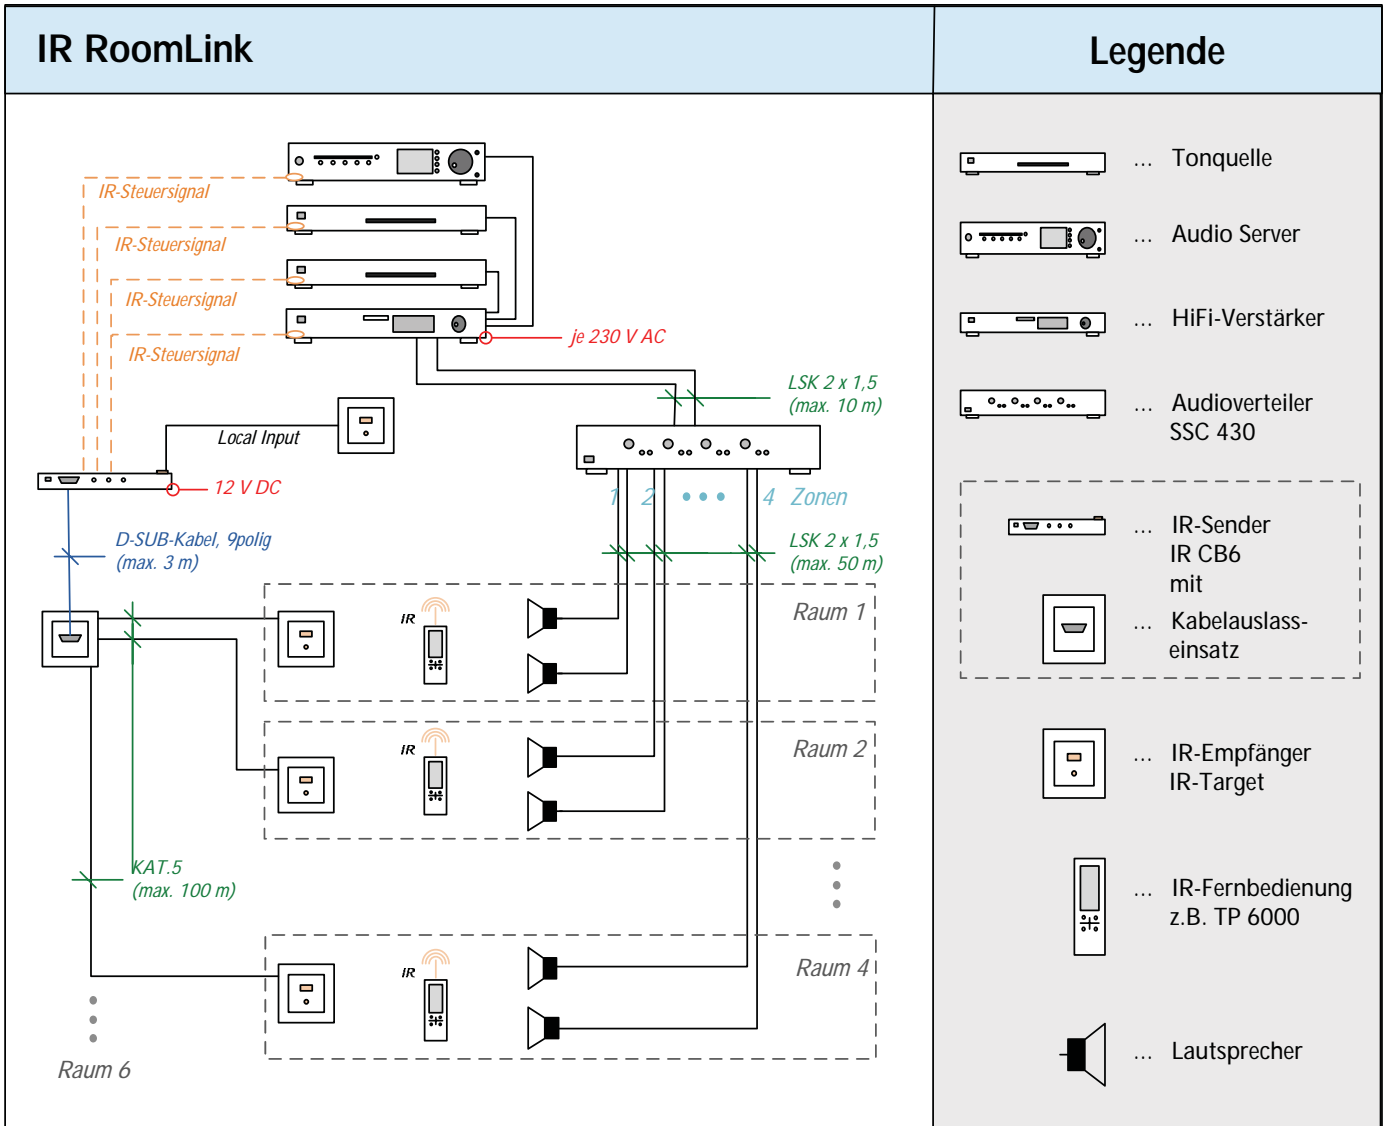 IR RoomLink
IR-Steuersignal
IR-Steuersignal
IR-Steuersignal
IR-Steuersignal
je 230 V AC
LSK 2 x 1,5
(max. 10 m)
Local Input
12 V DC
1 2 ••• 4 Zonen
D-SUB-Kabel, 9polig
(max. 3 m)
LSK 2 x 1,5
(max. 50 m)
IR
Raum 1
IR
Raum 2
KAT.5
(max. 100 m)
IR
Raum 4
Raum 6
Legende
... Tonquelle
... Audio Server
... HiFi-Verstärker
... Audioverteiler
SSC 430
... IR-Sender
IR CB6
mit
... Kabelauslass-
einsatz
... IR-Empfänger
IR-Target
... IR-Fernbedienung
z.B. TP 6000
... Lautsprecher